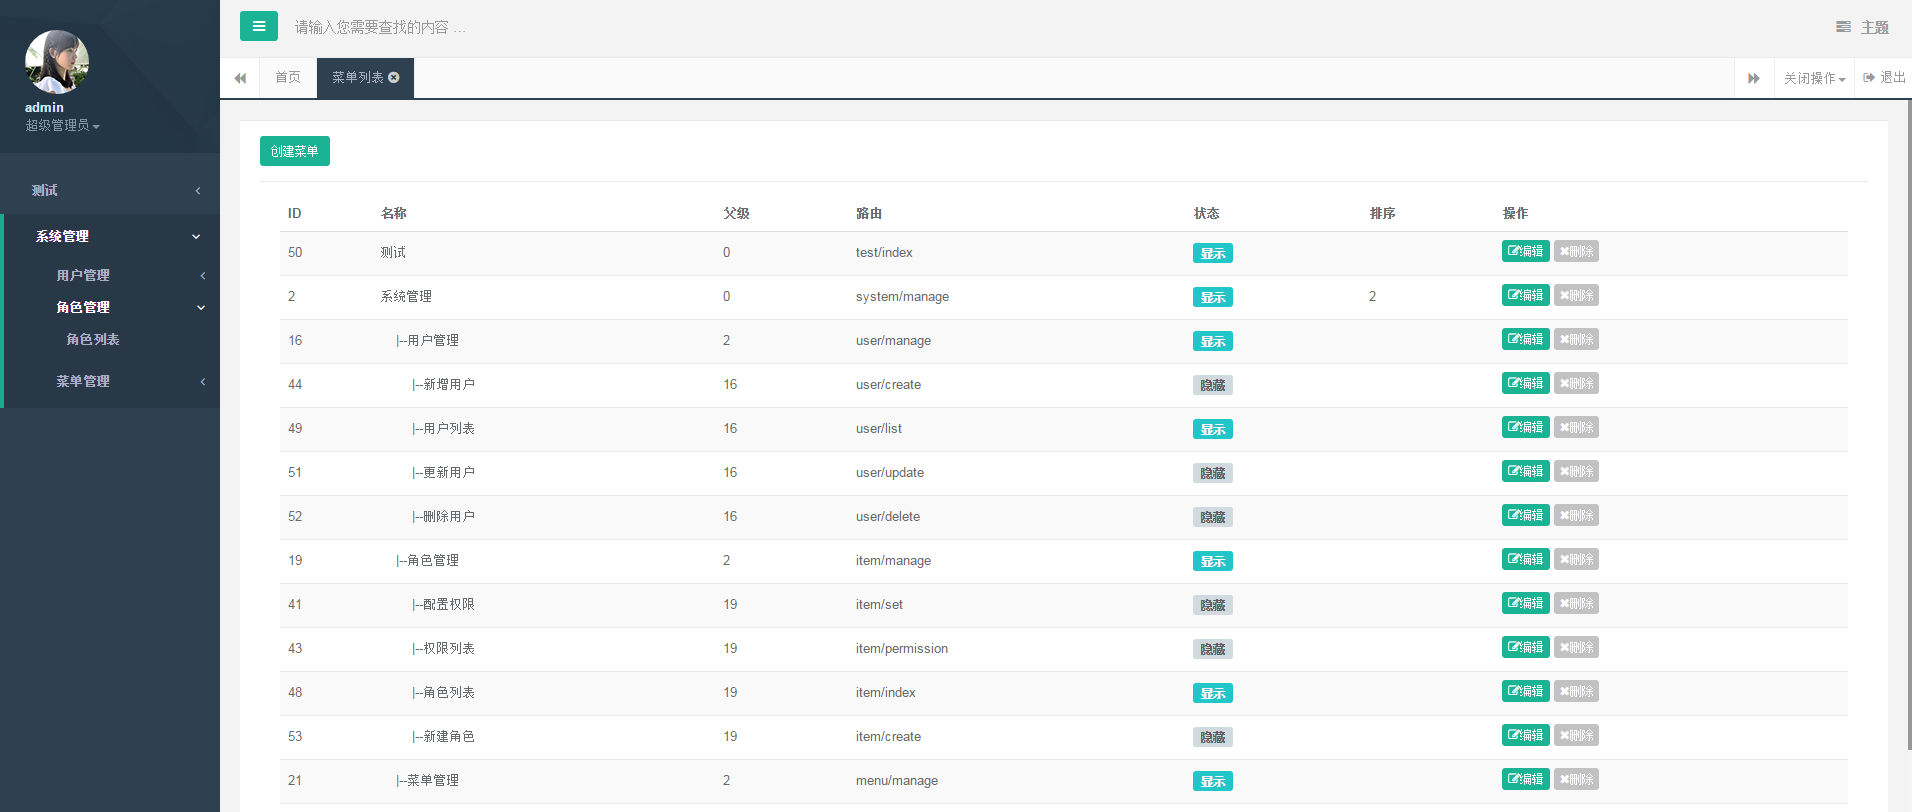 admin
超级管理员
测试
系统管理
用户管理
角色管理
角色列表
菜单管理
请输入您需要查找的内容 ...
主题
首页
菜单列表
关闭操作
退出
创建菜单
ID 名称 父级 路由 状态 排序 操作
50 测试 0 test/index 显示 编辑 删除
2 系统管理 0 system/manage 显示 2 编辑 删除
16 |--用户管理 2 user/manage 显示 编辑 删除
44 |--新增用户 16 user/create 隐藏 编辑 删除
49 |--用户列表 16 user/list 显示 编辑 删除
51 |--更新用户 16 user/update 隐藏 编辑 删除
52 |--删除用户 16 user/delete 隐藏 编辑 删除
19 |--角色管理 2 item/manage 显示 编辑 删除
41 |--配置权限 19 item/set 隐藏 编辑 删除
43 |--权限列表 19 item/permission 隐藏 编辑 删除
48 |--角色列表 19 item/index 显示 编辑 删除
53 |--新建角色 19 item/create 隐藏 编辑 删除
21 |--菜单管理 2 menu/manage 显示 编辑 删除